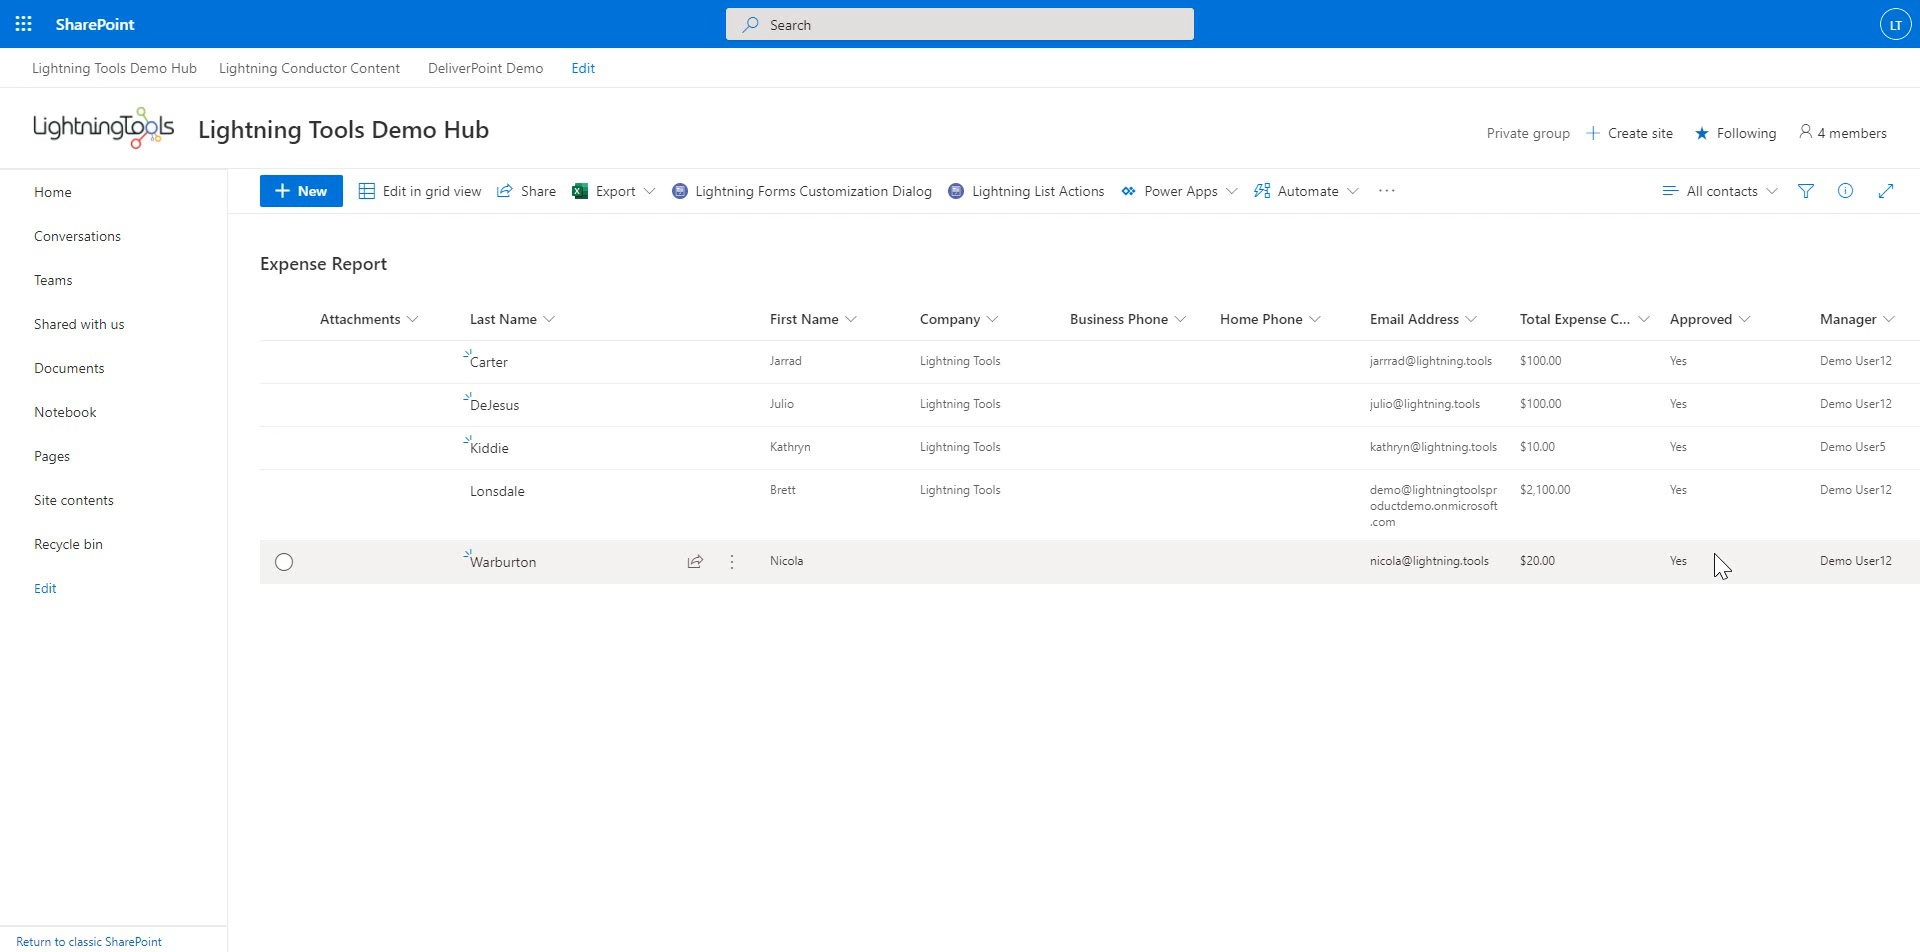 SharePoint
Search
LT
Lightning Tools Demo Hub Lightning Conductor Content DeliverPoint Demo Edit
LightningTools
Lightning Tools Demo Hub
Private group Create site Following 4 members
Home
Conversations
Teams
Shared with us
Documents
Notebook
Pages
Site contents
Recycle bin
Edit
Return to classic SharePoint
New Edit in grid view Share Export Lightning Forms Customization Dialog Lightning List Actions Power Apps Automate ... All contacts
Expense Report
Attachments Last Name First Name Company Business Phone Home Phone Email Address Total Expense C... Approved Manager
Carter Jarrad Lightning Tools jarrrad@lightning.tools $100.00 Yes Demo User12
DeJesus Julio Lightning Tools julio@lightning.tools $100.00 Yes Demo User12
Kiddie Kathryn Lightning Tools kathryn@lightning.tools $10.00 Yes Demo User5
Lonsdale Brett Lightning Tools demo@lightningtoolspr $2,100.00 Yes Demo User12
oductdemo.onmicrosoft
.com
Warburton Nicola nicola@lightning.tools $20.00 Yes Demo User12